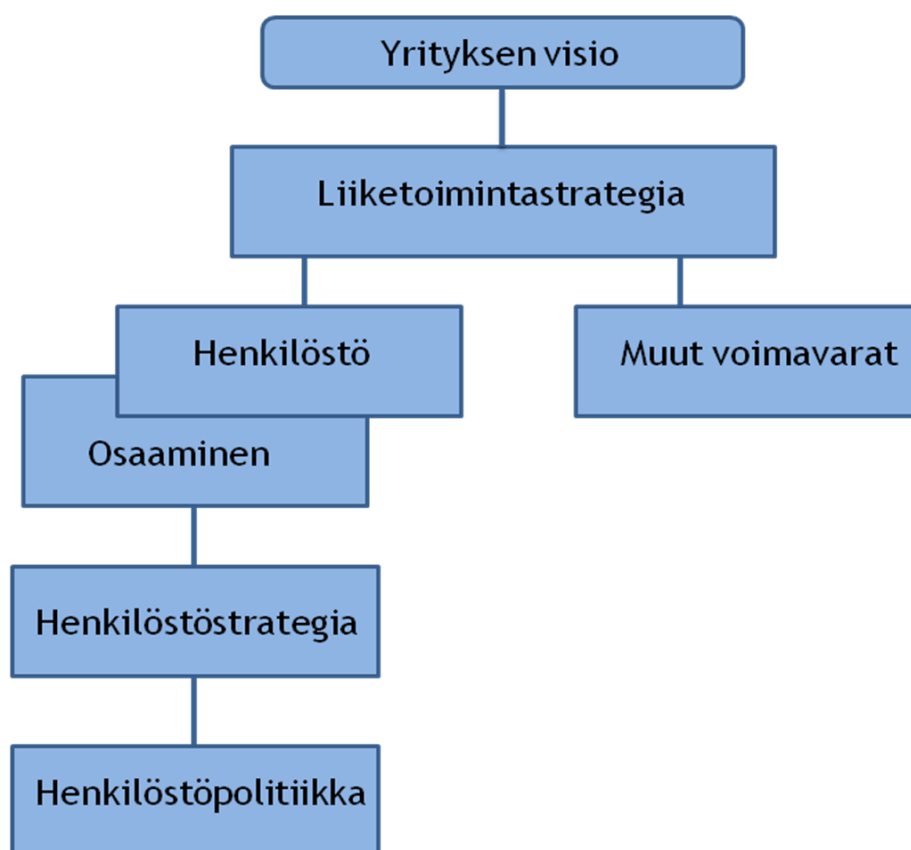 Yrityksen visio
Liiketoimintastrategia
Henkilöstö
Muut voimavarat
Osaaminen
Henkilöstöstrategia
Henkilöstöpolitiikka